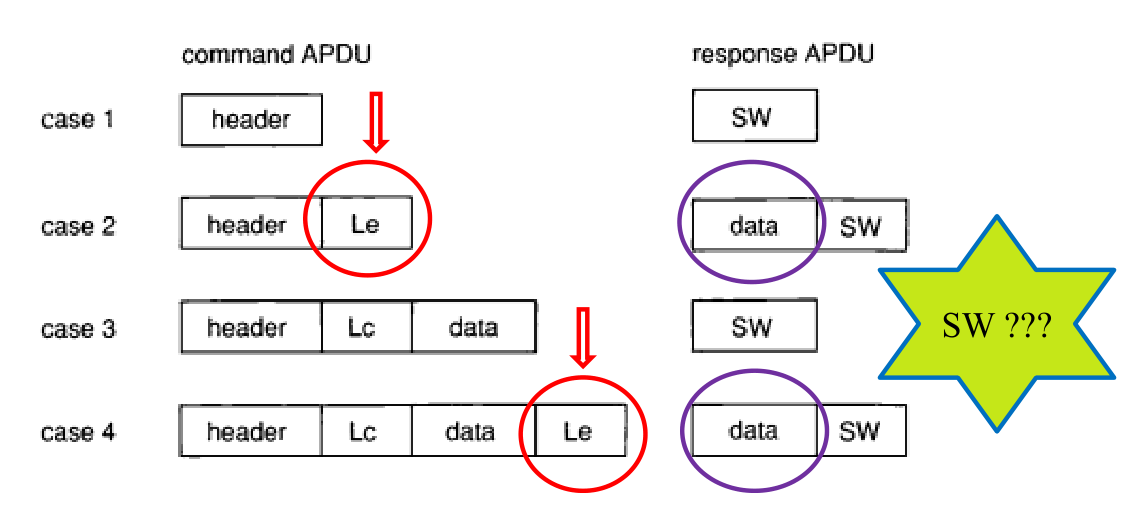 command APDU response APDU
case 1 header SW
case 2 header Le data SW
case 3 header Lc data SW
SW ???
case 4 header Lc data Le data SW